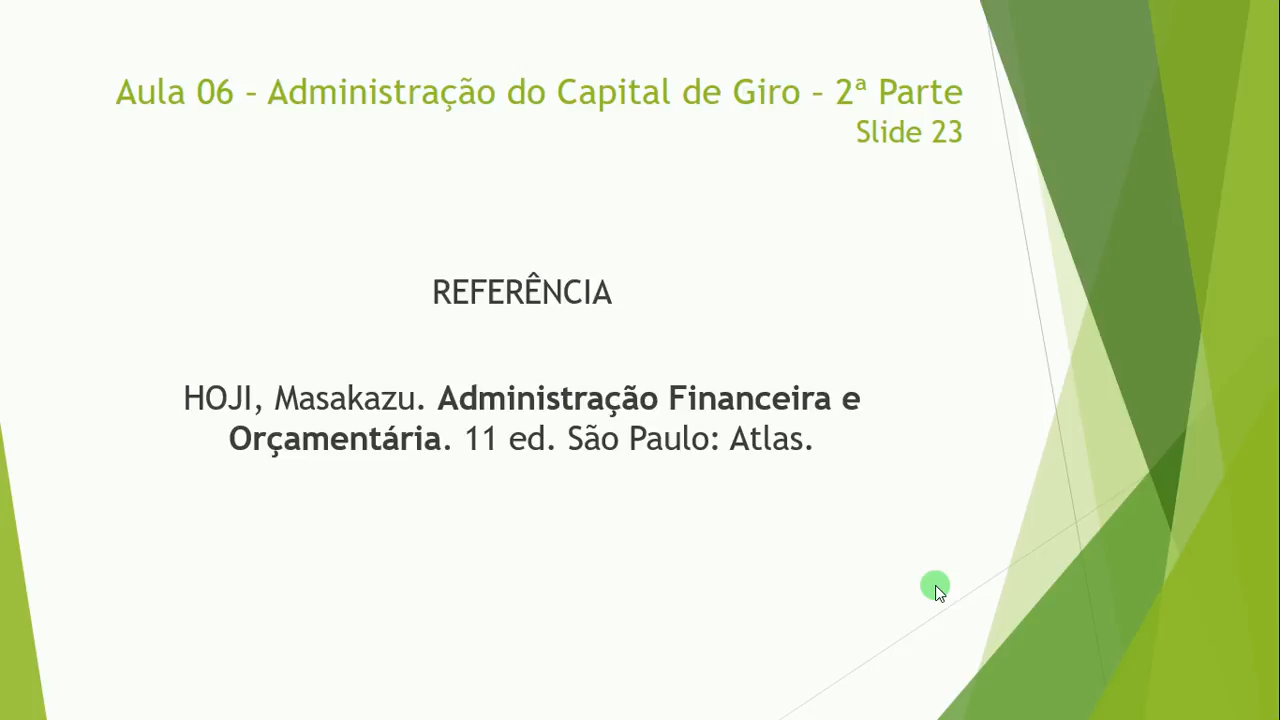 Aula 06 – Administração do Capital de Giro – 2ª Parte
Slide 23
REFERÊNCIA
HOJI, Masakazu. Administração Financeira e
Orçamentária. 11 ed. São Paulo: Atlas.